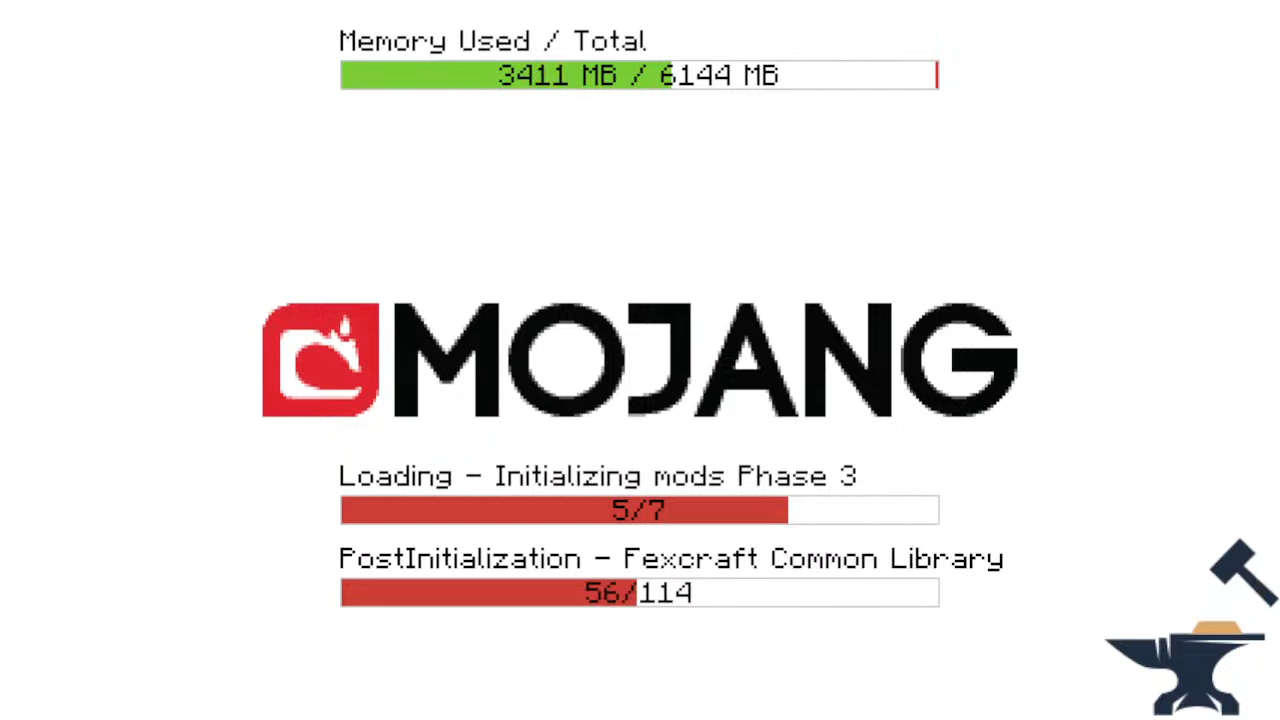 Memory Used / Total
3411 MB / 6144 MB
MOJANG
Loading - Initializing mods Phase 3
5/7
PostInitialization - Fexcraft Common Library
56/114